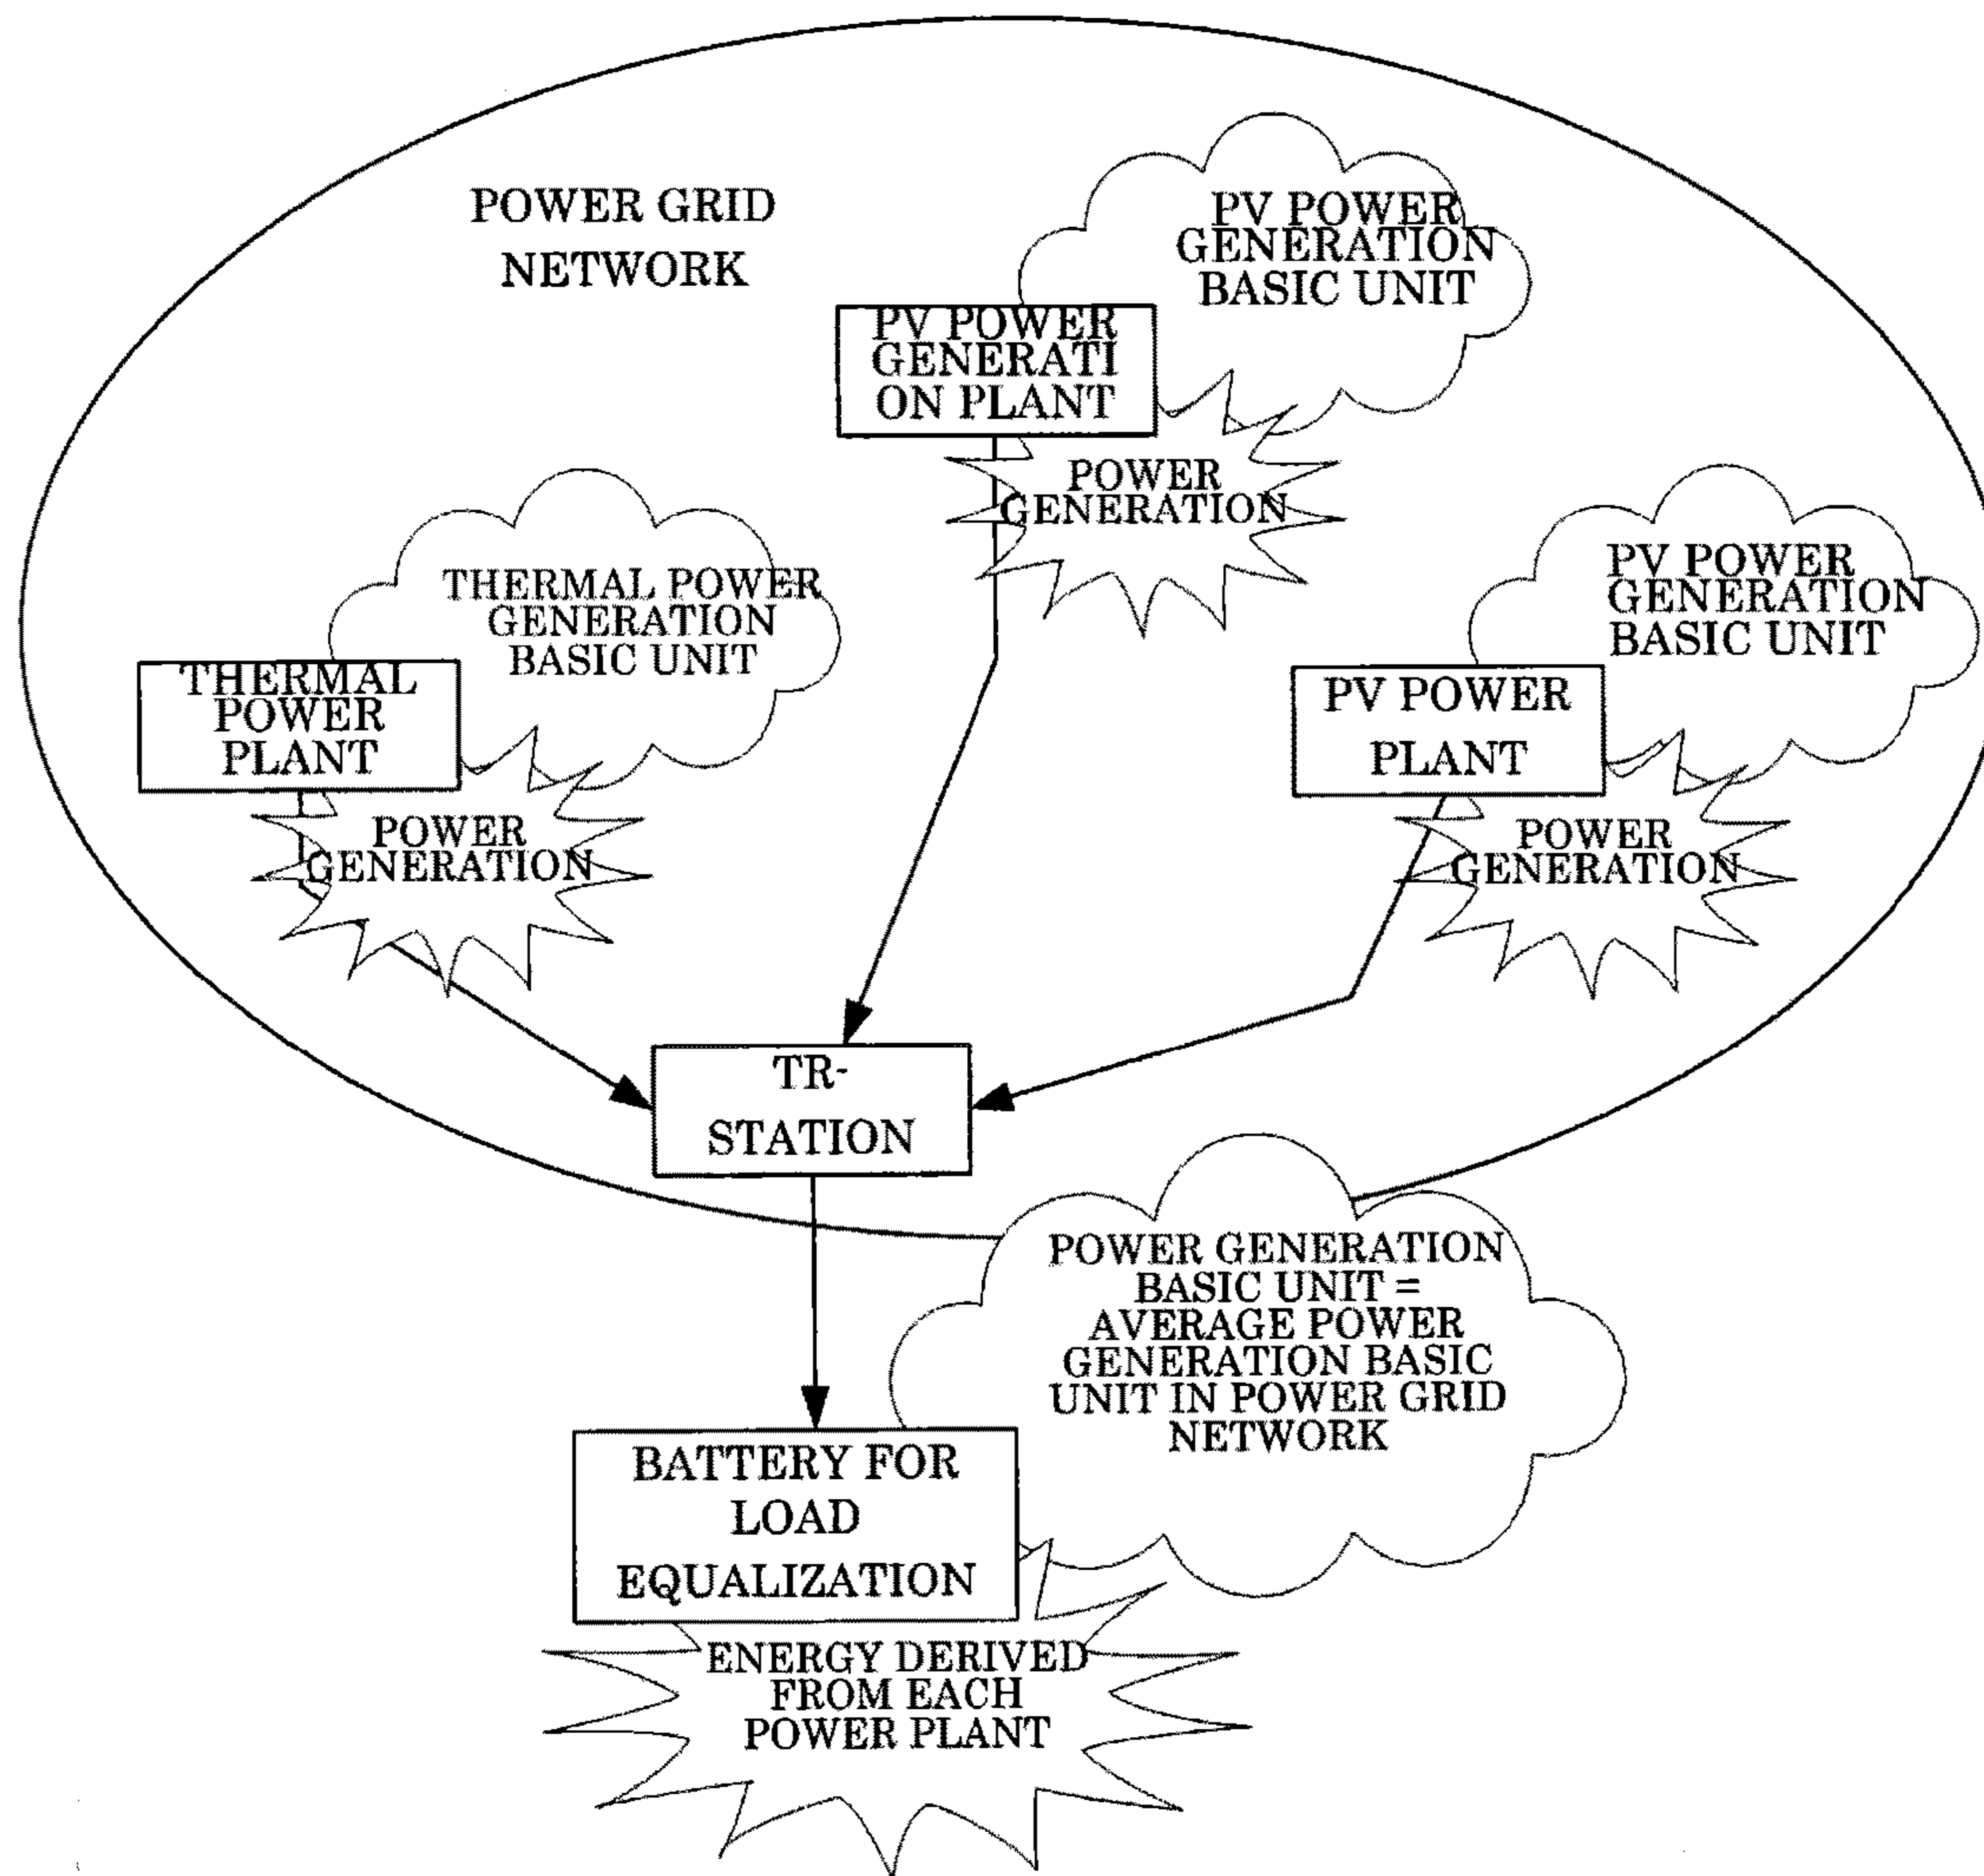 POWER GRID
NETWORK
PV POWER
GENERATION
BASIC UNIT
PV POWER
GENERATI
ON PLANT
POWER
GENERATION
THERMAL POWER
GENERATION
BASIC UNIT
THERMAL
POWER
PLANT
POWER
GENERATION
PV POWER
GENERATION
BASIC UNIT
PV POWER
PLANT
POWER
GENERATION
TR-
STATION
POWER GENERATION
BASIC UNIT =
AVERAGE POWER
GENERATION BASIC
UNIT IN POWER GRID
NETWORK
BATTERY FOR
LOAD
EQUALIZATION
ENERGY DERIVED
FROM EACH
POWER PLANT